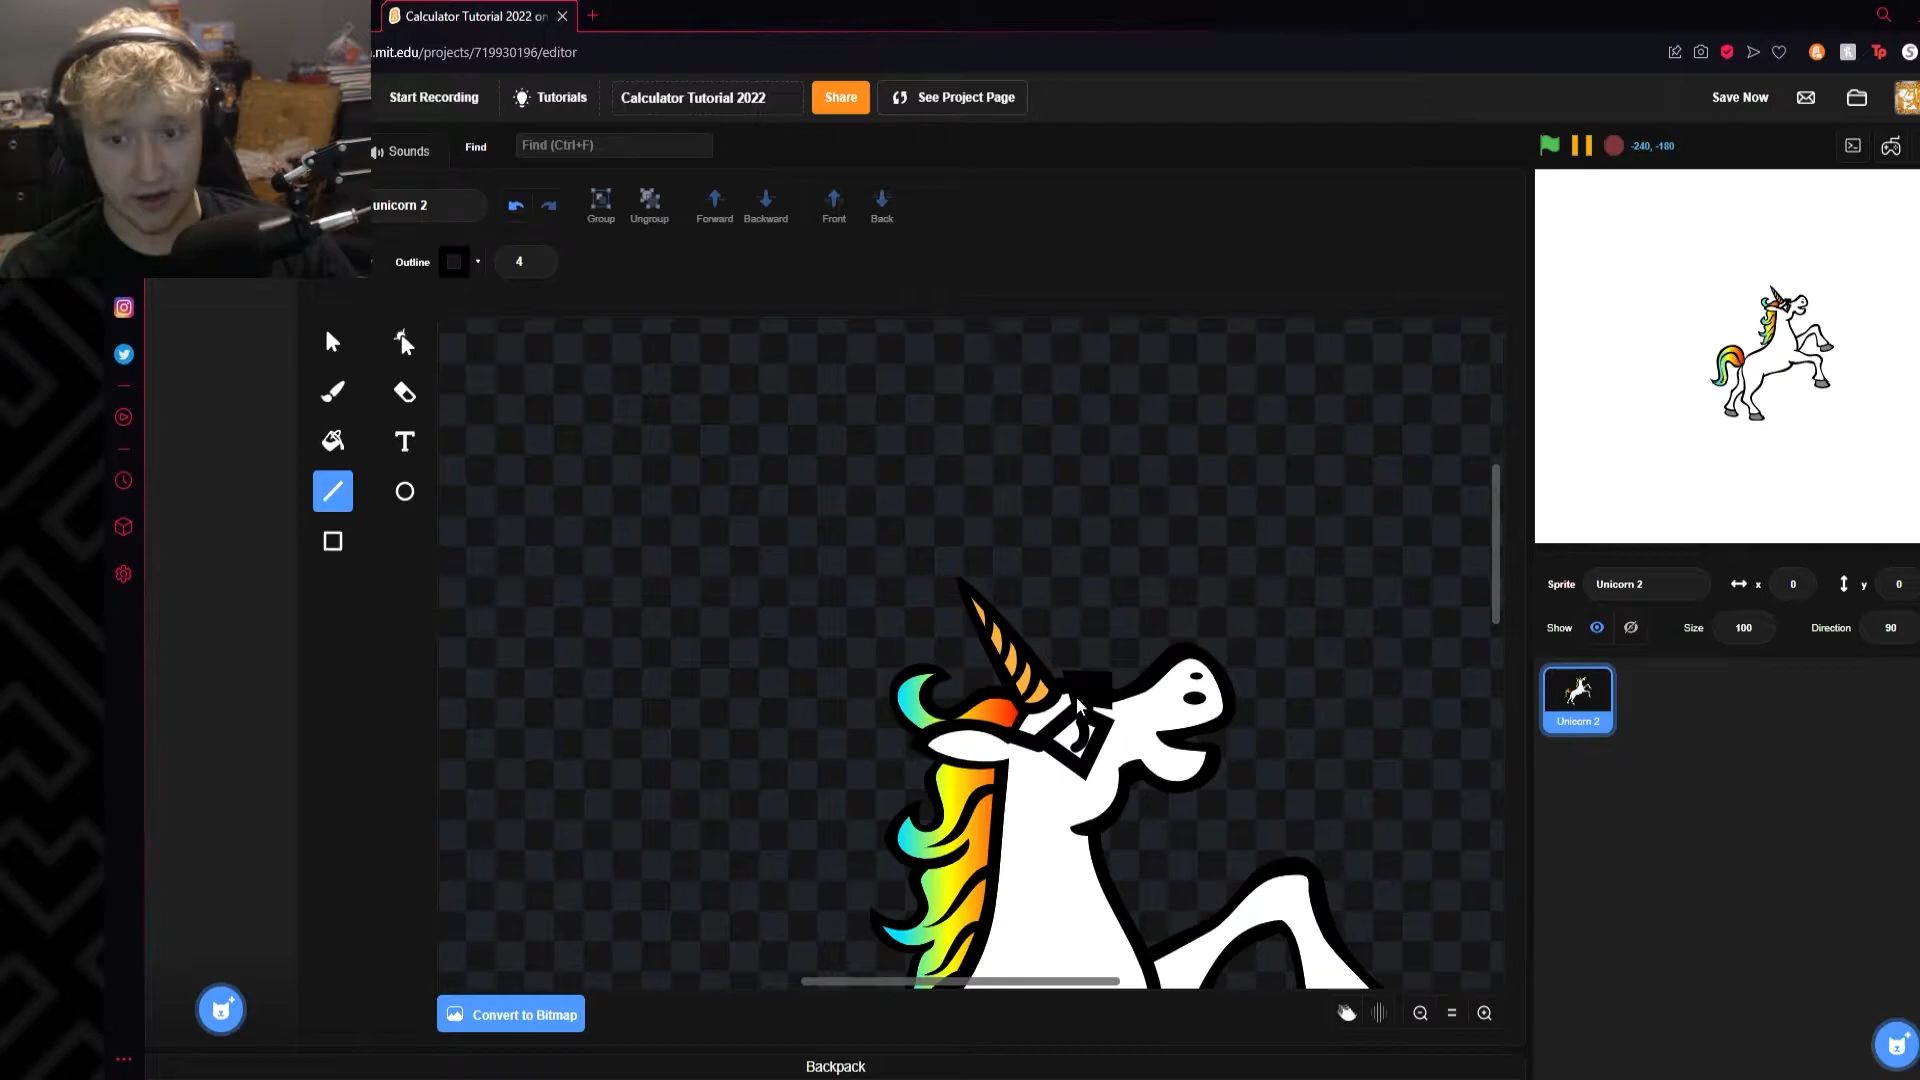 Calculator Tutorial 2022 on
.mit.edu/projects/719930196/editor
Start Recording
Tutorials
Calculator Tutorial 2022
Share
See Project Page
Save Now
Sounds
Find
Find (Ctrl+F)
-240, -180
unicorn 2
Group
Ungroup
Forward
Backward
Front
Back
Outline
4
T
Tp
S
Sprite
Unicorn 2
x
0
y
0
Show
Size
100
Direction
90
Unicorn 2
Convert to Bitmap
Backpack